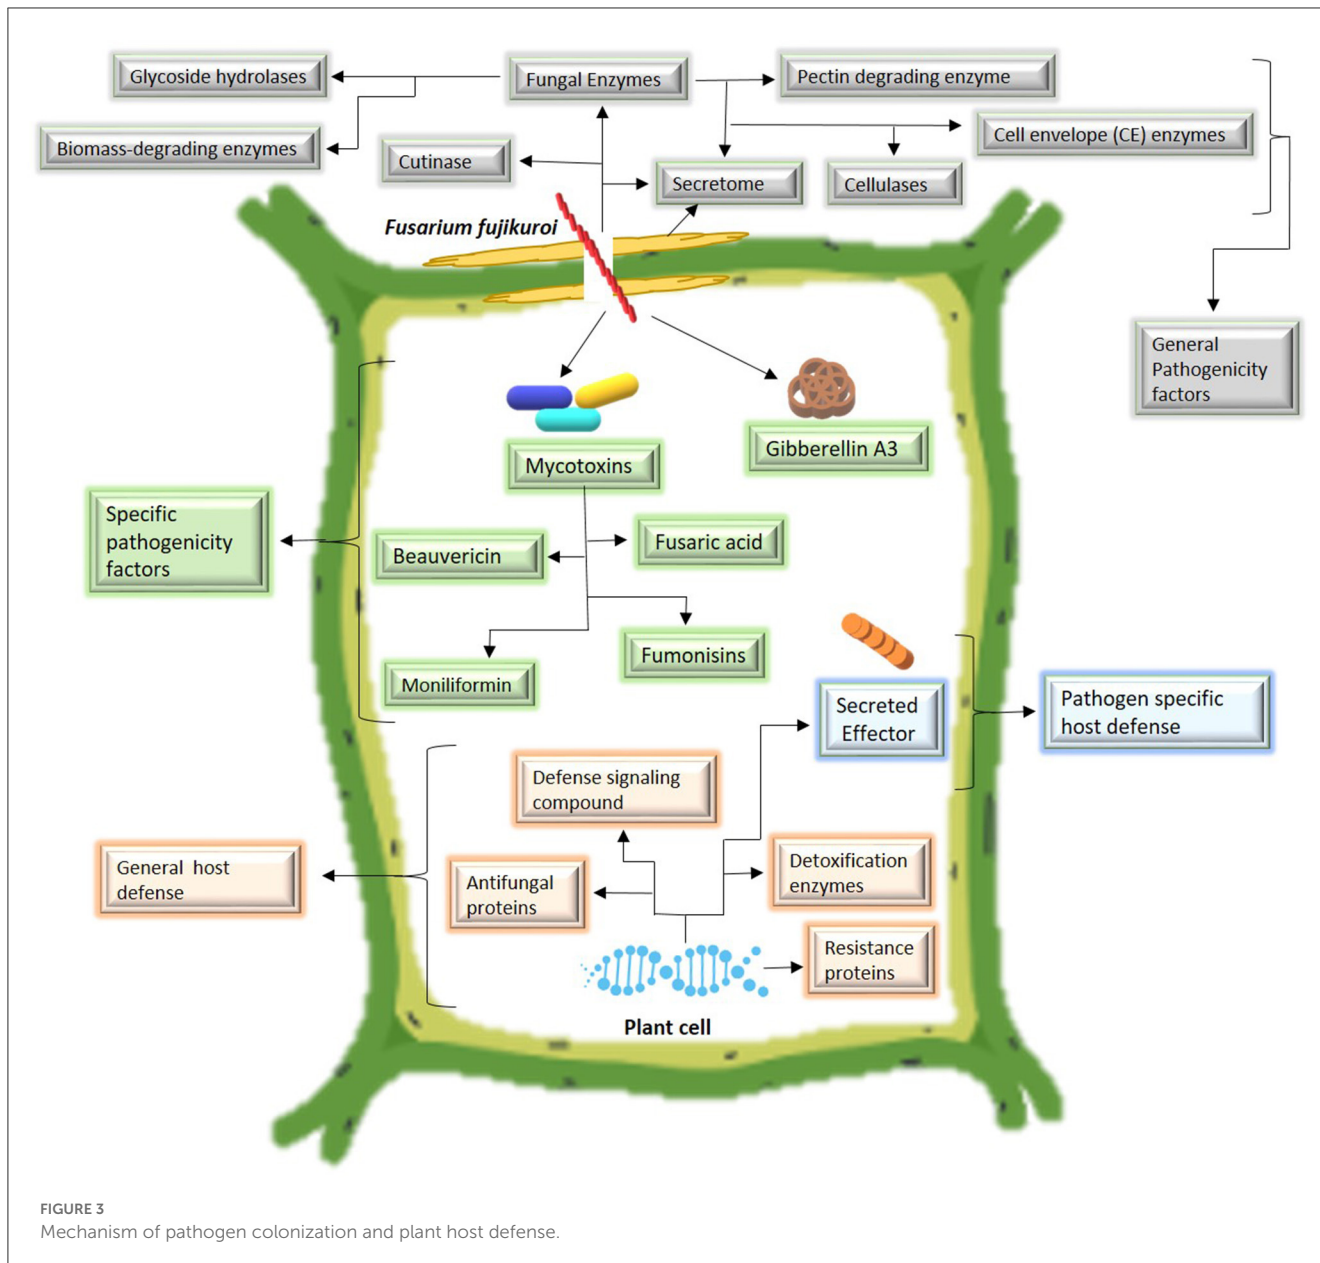 Glycoside hydrolases
Fungal Enzymes
Pectin degrading enzyme
Biomass-degrading enzymes
Cutinase
Cell envelope (CE) enzymes
Secretome
Cellulases
Fusarium fujikuroi
General
Pathogenicity
factors
Mycotoxins
Gibberellin A3
Specific
pathogenicity
factors
Beauvericin
Fusaric acid
Fumonisins
Moniliformin
Secreted
Effector
Pathogen specific
host defense
Defense signaling
compound
General host
defense
Antifungal
proteins
Detoxification
enzymes
Resistance
proteins
Plant cell
FIGURE 3
Mechanism of pathogen colonization and plant host defense.